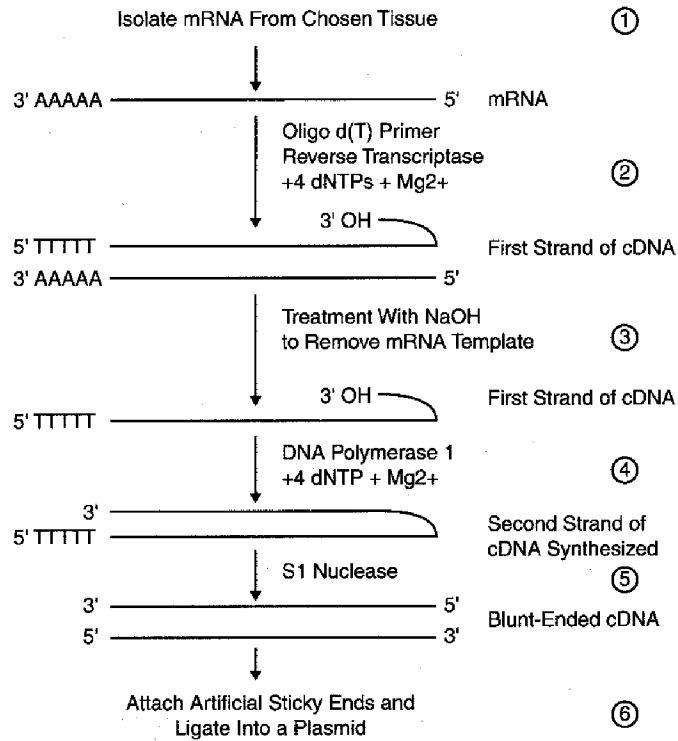 Isolate mRNA From Chosen Tissue
①
3' AAAAA
5'
mRNA
Oligo d(T) Primer
Reverse Transcriptase
+4 dNTPs + Mg2+
②
3' OH
5' TTTTT
First Strand of cDNA
3' AAAAA
5'
Treatment With NaOH
to Remove mRNA Template
③
3' OH
First Strand of cDNA
5' TTTTT
DNA Polymerase 1
+4 dNTP + Mg2+
④
3'
5' TTTTT
Second Strand of
cDNA Synthesized
S1 Nuclease
⑤
3'
5'
Blunt-Ended cDNA
5'
3'
Attach Artificial Sticky Ends and
Ligate Into a Plasmid
⑥